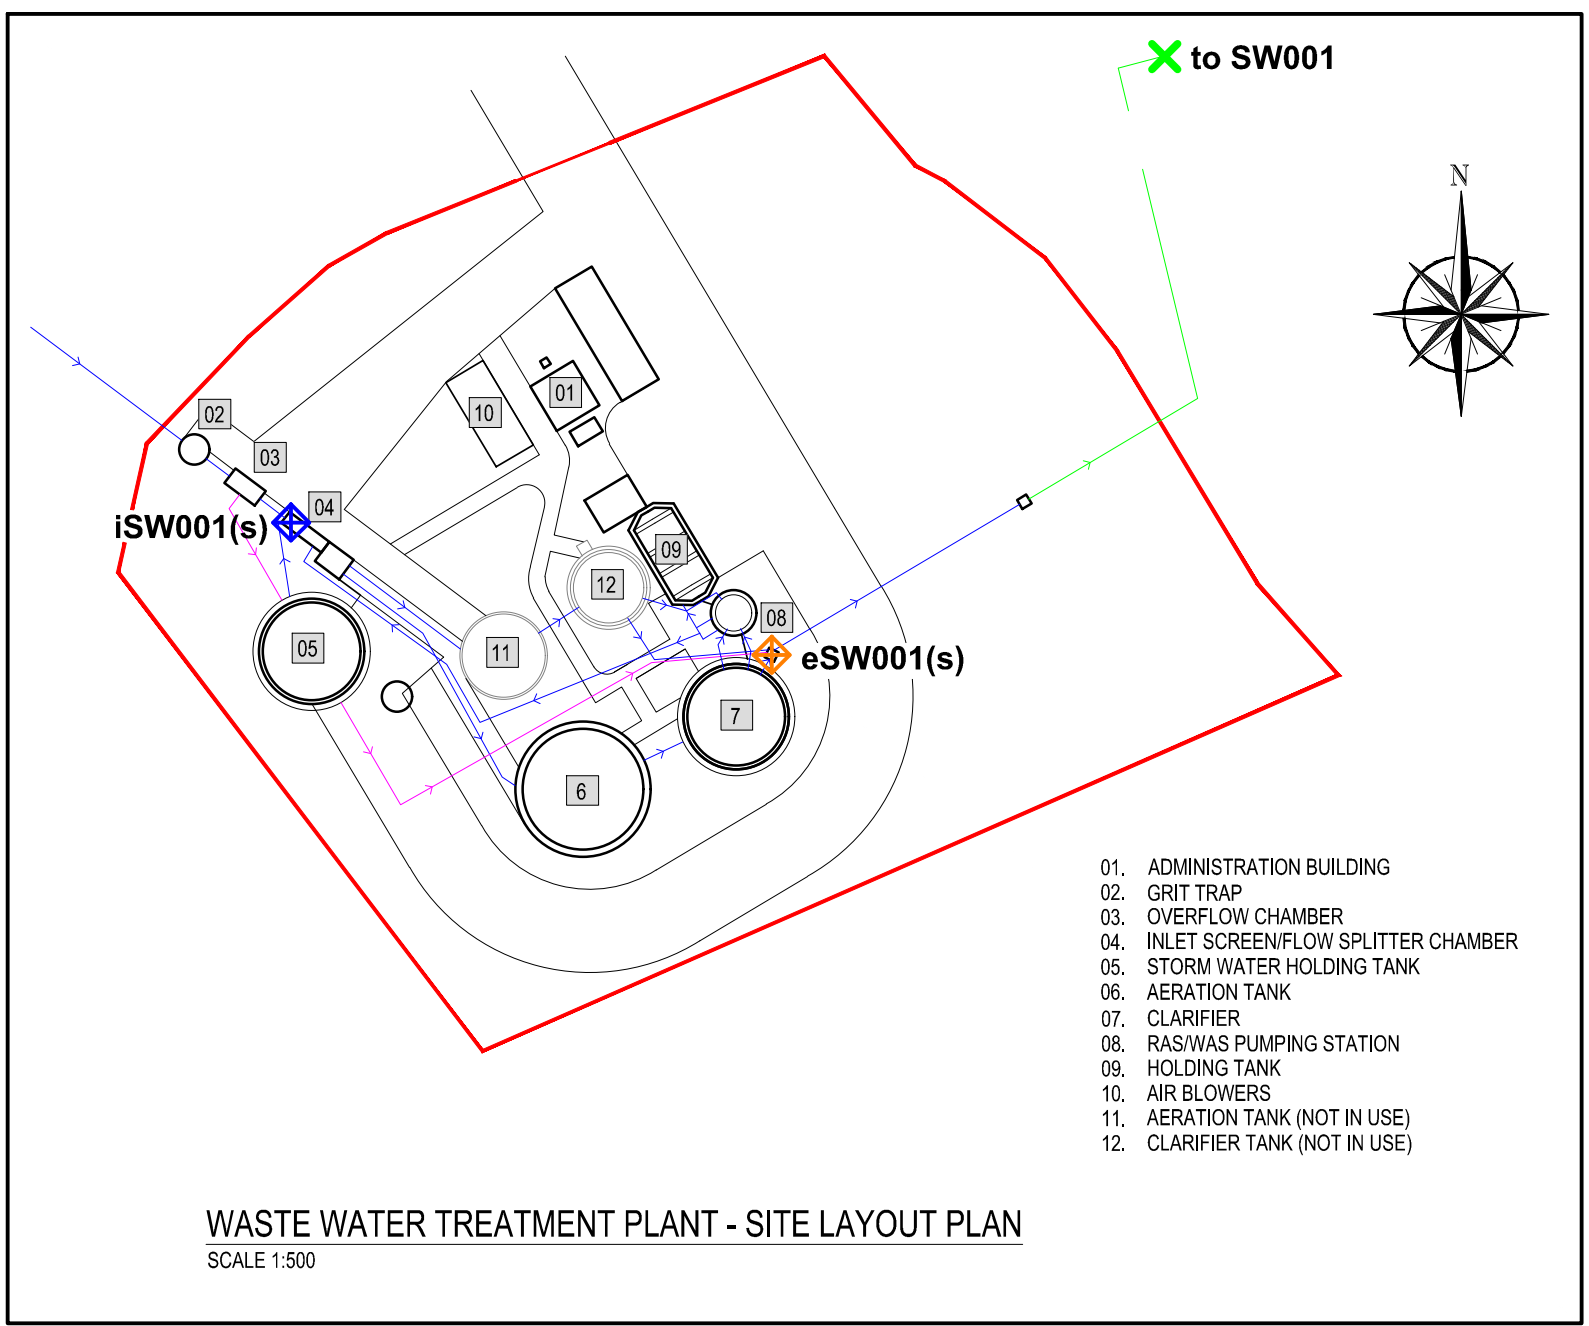 to SW001
N
01
02
10
03
04
iSW001(s)
09
12
08
05
11
eSW001(s)
7
6
01. ADMINISTRATION BUILDING
02. GRIT TRAP
03. OVERFLOW CHAMBER
04. INLET SCREEN/FLOW SPLITTER CHAMBER
05. STORM WATER HOLDING TANK
06. AERATION TANK
07. CLARIFIER
08. RAS/WAS PUMPING STATION
09. HOLDING TANK
10. AIR BLOWERS
11. AERATION TANK (NOT IN USE)
12. CLARIFIER TANK (NOT IN USE)
WASTE WATER TREATMENT PLANT - SITE LAYOUT PLAN
SCALE 1:500